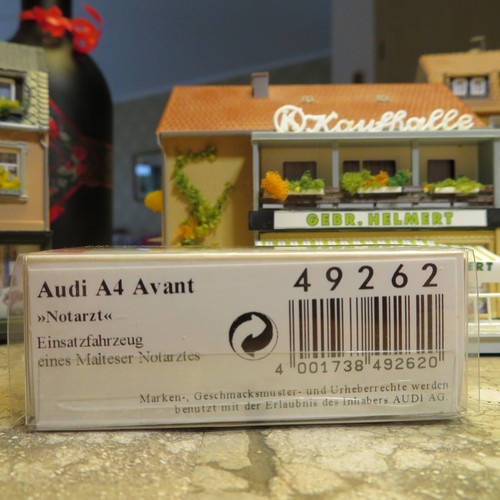 Kaufhalle
GEBR. HELMERT
ERT
Audi A4 Avant
»Notarzt«
Einsatzfahrzeug
eines Malteser Notarztes
49262
4 001738 492620
Marken-, Geschmacksmuster- und Urheberrechte werden
benutzt mit der Erlaubnis des Inhabers AUDI AG.